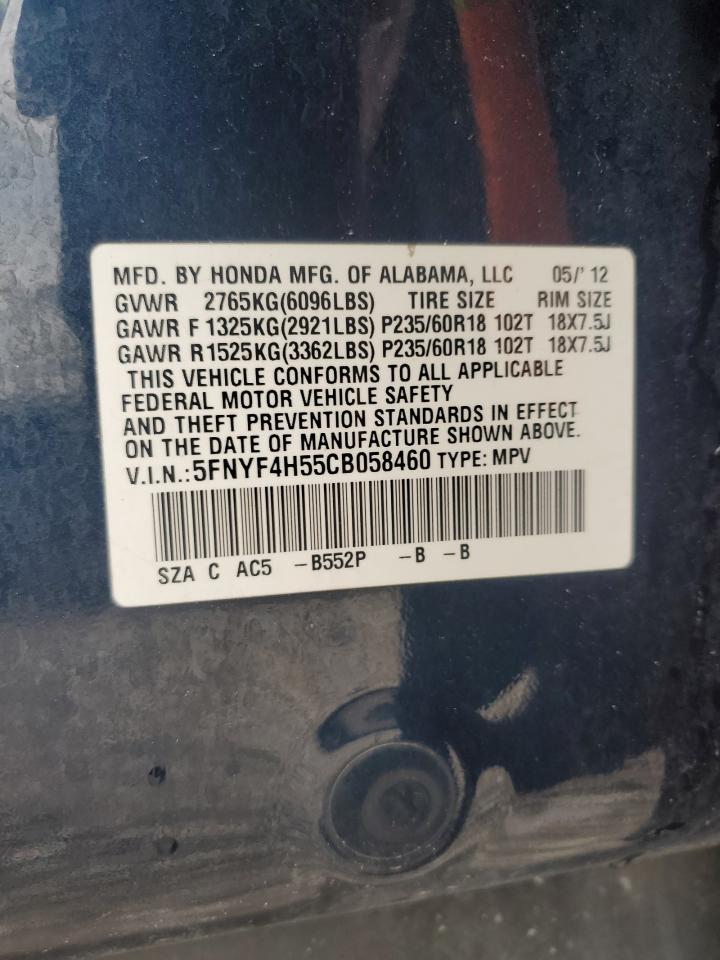 MFD. BY HONDA MFG. OF ALABAMA, LLC 05/' 12
GVWR 2765KG(6096LBS) TIRE SIZE RIM SIZE
GAWR F 1325KG(2921LBS) P235/60R18 102T 18X7.5J
GAWR R1525KG(3362LBS) P235/60R18 102T 18X7.5J
THIS VEHICLE CONFORMS TO ALL APPLICABLE
FEDERAL MOTOR VEHICLE SAFETY
AND THEFT PREVENTION STANDARDS IN EFFECT
ON THE DATE OF MANUFACTURE SHOWN ABOVE.
V.I.N.:5FNYF4H55CB058460 TYPE: MPV
SZA C AC5 -B552P -B -B